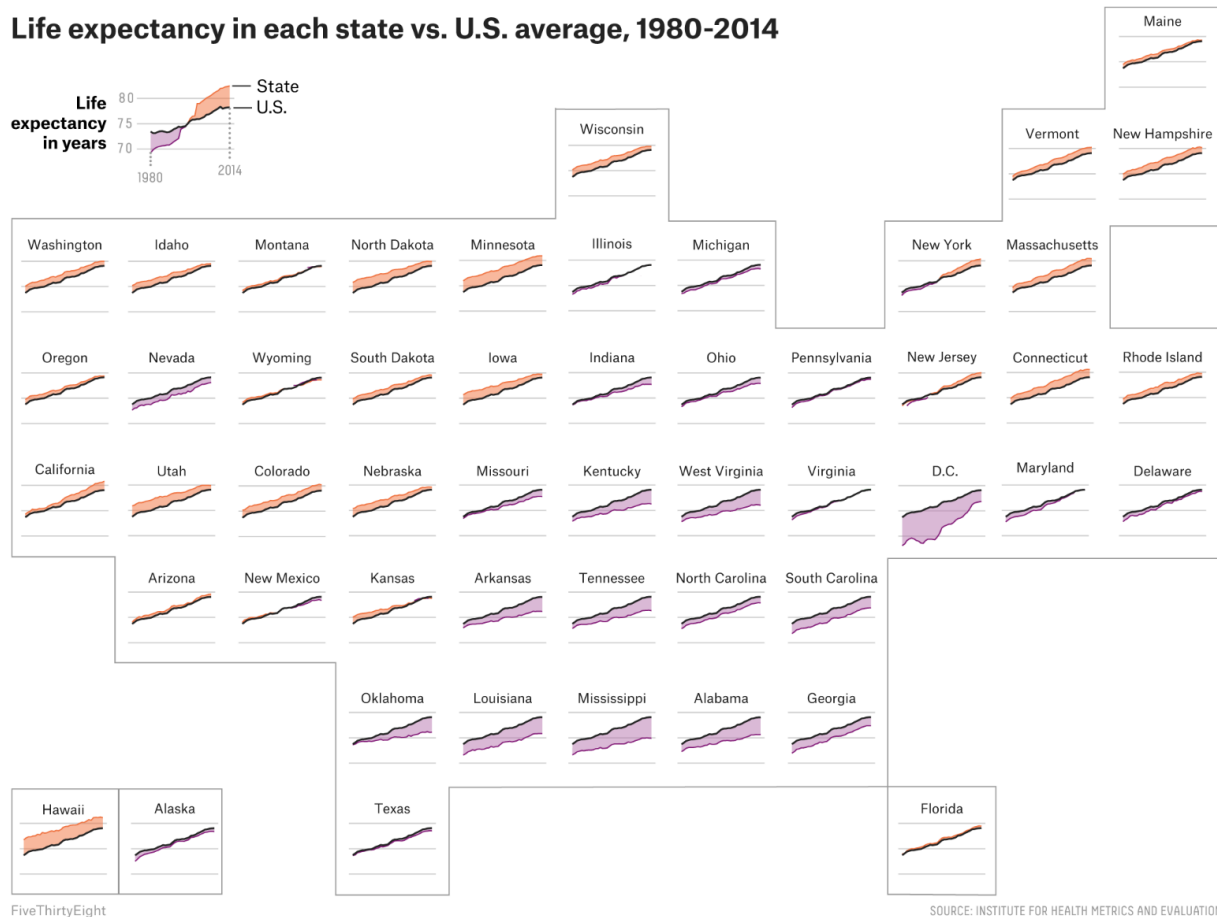 Life expectancy in each state vs. U.S. average, 1980-2014
Maine
Life
expectancy
in years
80
75
70
State
U.S.
1980
2014
Wisconsin
Vermont
New Hampshire
Washington
Idaho
Montana
North Dakota
Minnesota
Illinois
Michigan
New York
Massachusetts
Oregon
Nevada
Wyoming
South Dakota
Iowa
Indiana
Ohio
Pennsylvania
New Jersey
Connecticut
Rhode Island
California
Utah
Colorado
Nebraska
Missouri
Kentucky
West Virginia
Virginia
D.C.
Maryland
Delaware
Arizona
New Mexico
Kansas
Arkansas
Tennessee
North Carolina
South Carolina
Oklahoma
Louisiana
Mississippi
Alabama
Georgia
Hawaii
Alaska
Texas
Florida
FiveThirtyEight
SOURCE: INSTITUTE FOR HEALTH METRICS AND EVALUATION